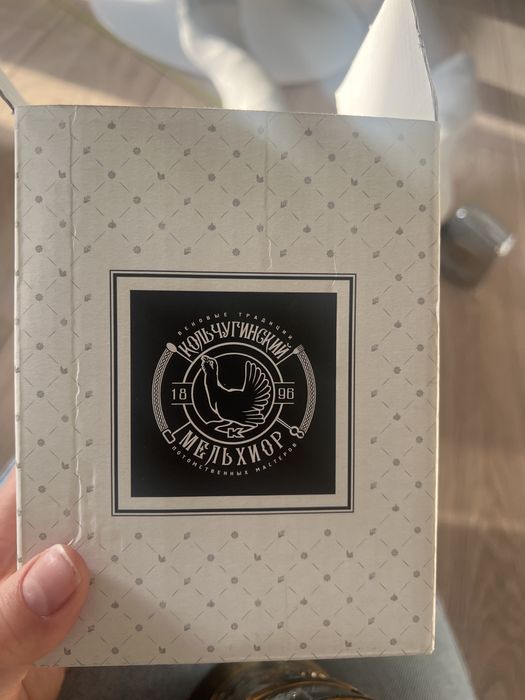 ВЕКОВЫЕ ТРАДИЦИИ
КОЛЬЧУГИНСКИЙ
18 96
К
МЕЛЬХИОР
ПОТОМСТВЕННЫХ МАСТЕРОВ